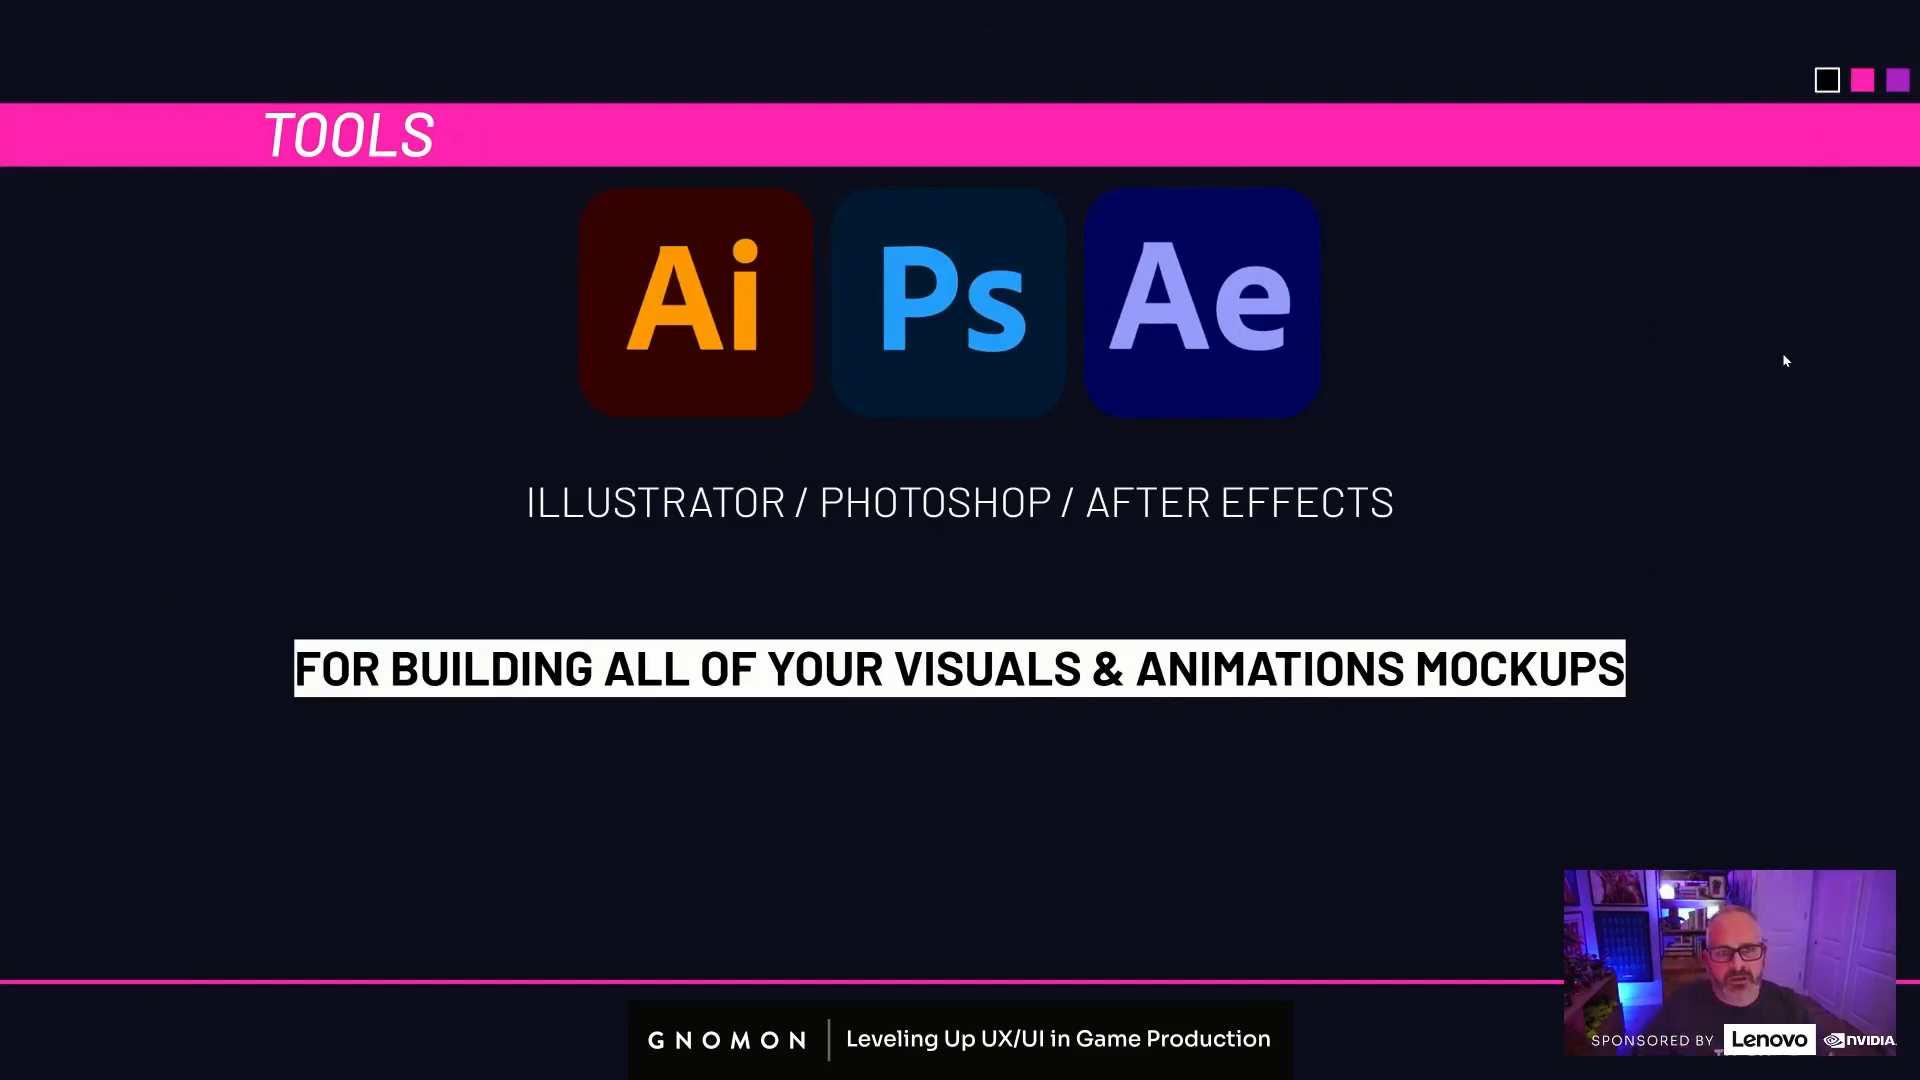 TOOLS
Ai Ps Ae
ILLUSTRATOR / PHOTOSHOP / AFTER EFFECTS
FOR BUILDING ALL OF YOUR VISUALS & ANIMATIONS MOCKUPS
GNOMON | Leveling Up UX/UI in Game Production
SPONSORED BY Lenovo NVIDIA.